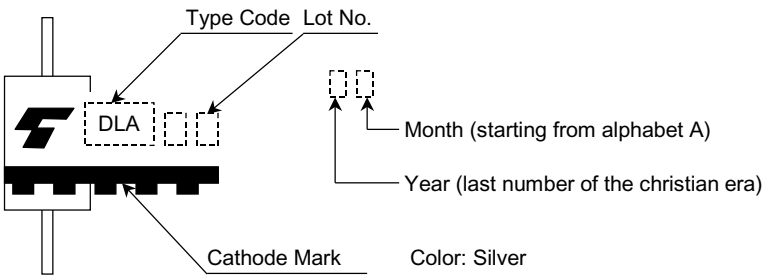 Type Code Lot No.
DLA
Month (starting from alphabet A)
Year (last number of the christian era)
Cathode Mark Color: Silver